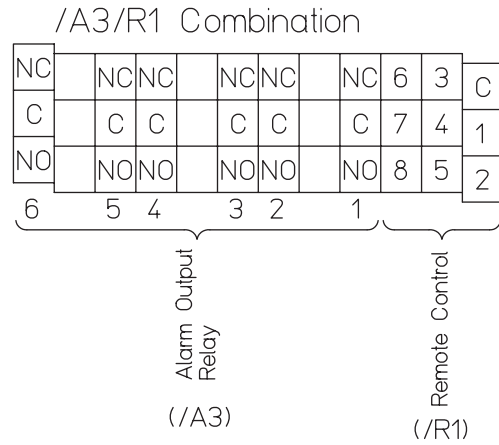 /A3/R1 Combination
NC NC NC NC NC NC 6 3 C
C C C C C C 7 4 1
NO NO NO NO NO NO 8 5 2
6 5 4 3 2 1
Alarm Output
Relay
(/A3)
Remote Control
(/R1)